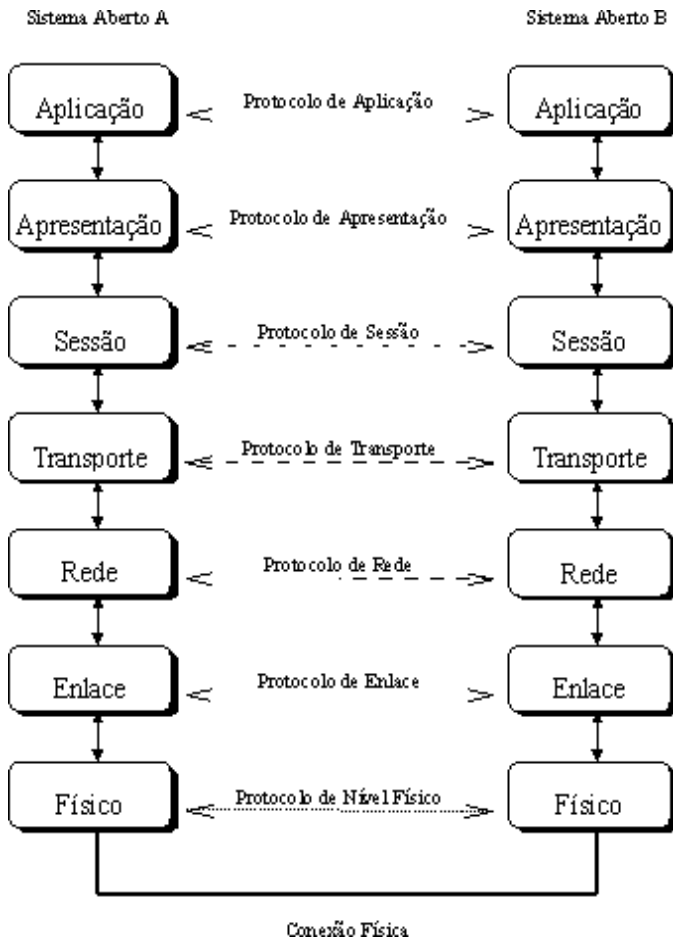 Sistema Aberto A
Sistema Aberto B
Aplicação
Protocolo de Aplicação
Aplicação
Apresentação
Protocolo de Apresentação
Apresentação
Sessão
Protocolo de Sessão
Sessão
Transporte
Protocolo de Transporte
Transporte
Rede
Protocolo de Rede
Rede
Enlace
Protocolo de Enlace
Enlace
Físico
Protocolo de Nível Físico
Físico
Conexão Física